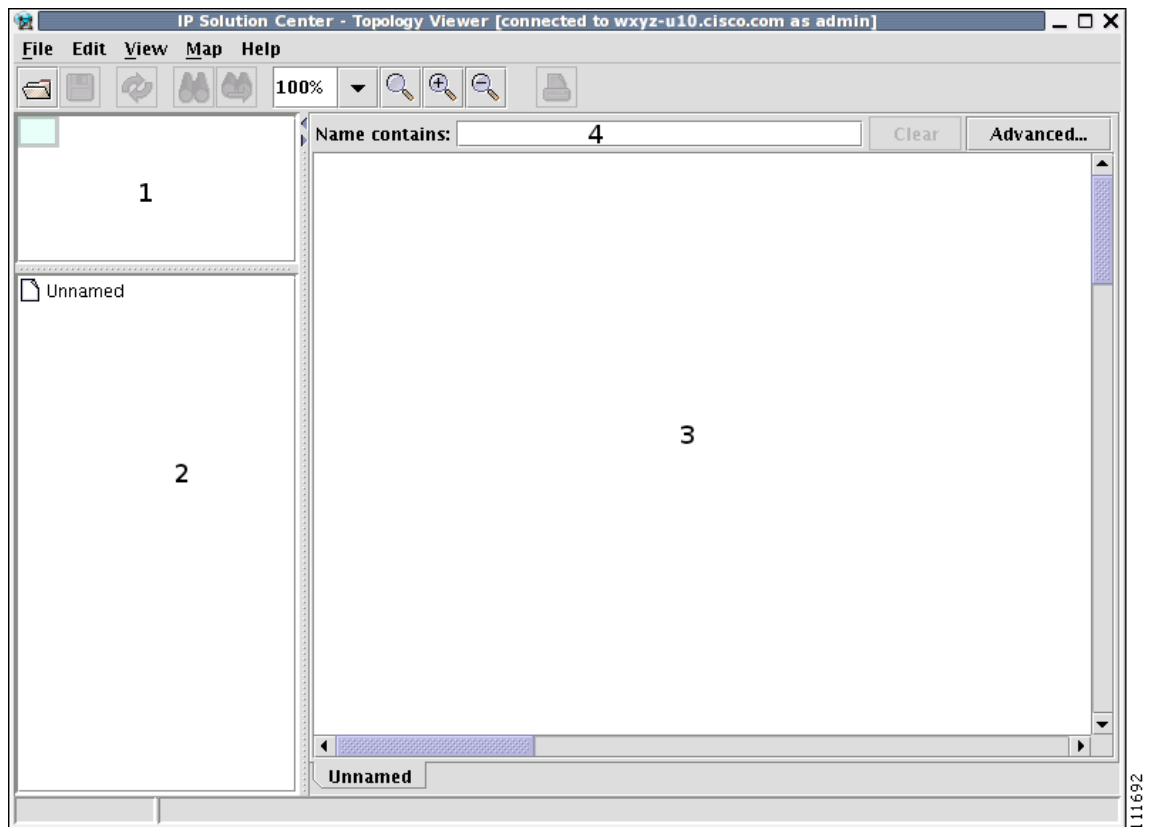 IP Solution Center - Topology Viewer [connected to wxyz-u10.cisco.com as admin]
File Edit View Map Help
100%
1
Name contains: 4 Clear Advanced...
Unnamed
2
3
Unnamed
111692